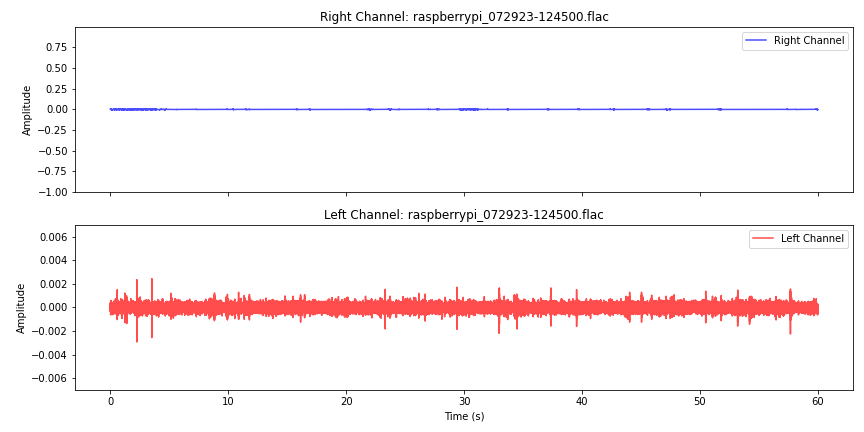 Right Channel: raspberrypi_072923-124500.flac
Right Channel
Amplitude
0.75
0.50
0.25
0.00
−0.25
−0.50
−0.75
−1.00
Left Channel: raspberrypi_072923-124500.flac
Left Channel
Amplitude
0.006
0.004
0.002
0.000
−0.002
−0.004
−0.006
0 10 20 30 40 50 60
Time (s)